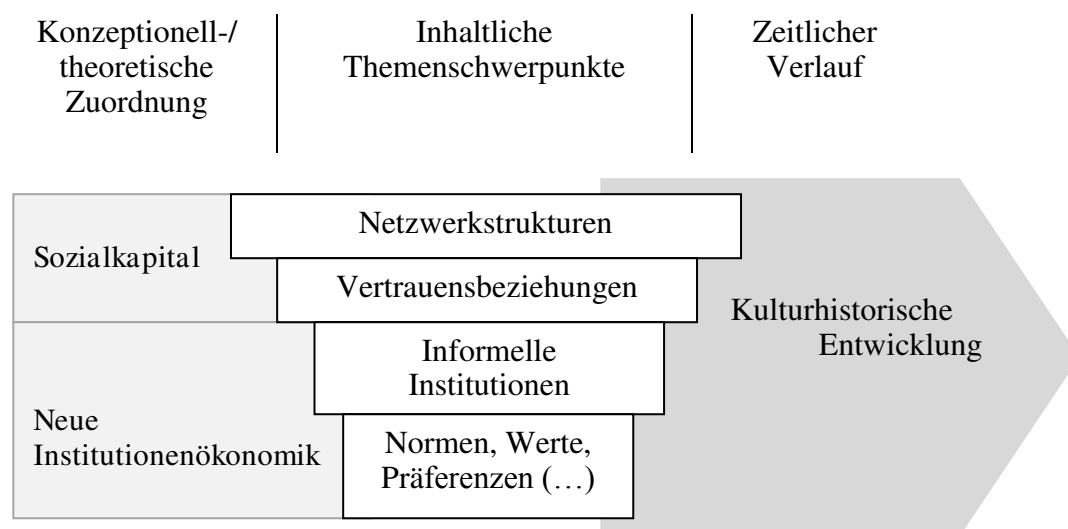 Konzeptionell-/
theoretische
Zuordnung
Inhaltliche
Themenschwerpunkte
Zeitlicher
Verlauf
Sozialkapital
Netzwerkstrukturen
Vertrauensbeziehungen
Neue
Institutionenökonomik
Informelle
Institutionen
Normen, Werte,
Präferenzen (…)
Kulturhistorische
Entwicklung